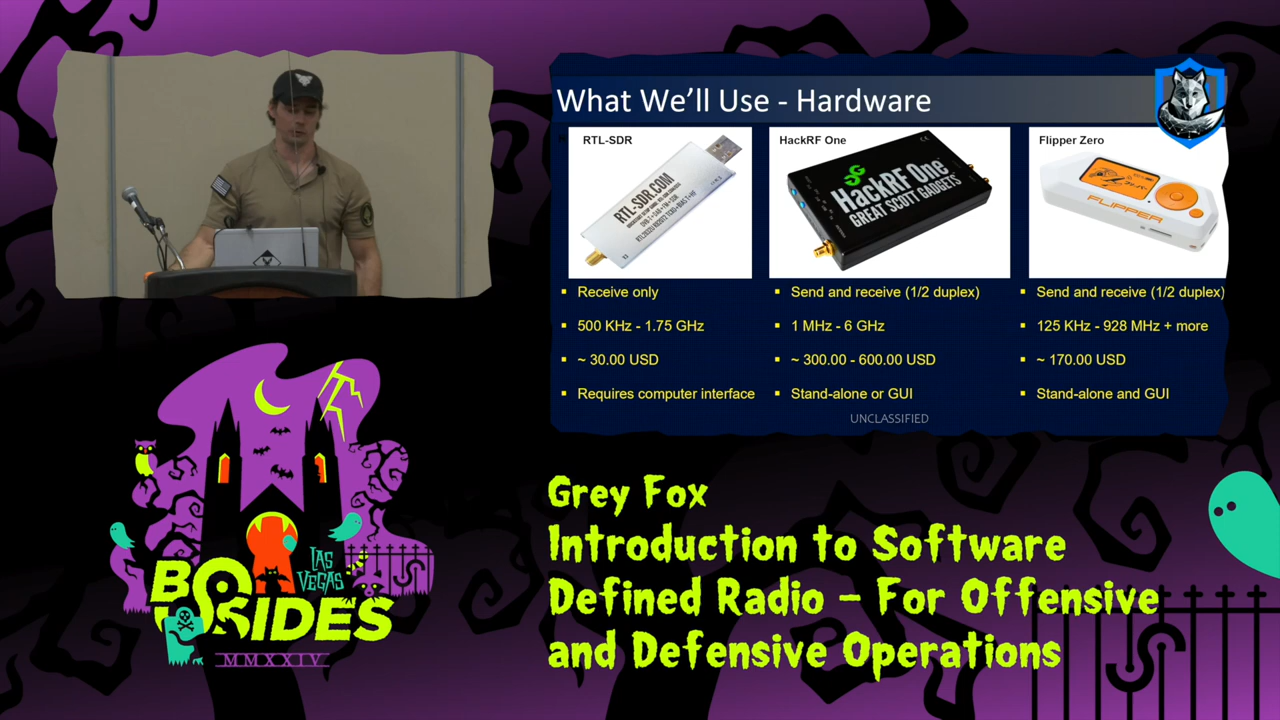 What We'll Use - Hardware
RTL-SDR
HackRF One
Flipper Zero
RTL-SDR.COM
HackRF One
GREAT SCOTT GADGETS
FLIPPER
▪ Receive only
▪ 500 KHz - 1.75 GHz
▪ ~ 30.00 USD
▪ Requires computer interface
▪ Send and receive (1/2 duplex)
▪ 1 MHz - 6 GHz
▪ ~ 300.00 - 600.00 USD
▪ Stand-alone or GUI
▪ Send and receive (1/2 duplex)
▪ 125 KHz - 928 MHz + more
▪ ~ 170.00 USD
▪ Stand-alone and GUI
UNCLASSIFIED
LAS
VEGAS
BSIDES
MMXXIV
Grey Fox
Introduction to Software
Defined Radio – For Offensive
and Defensive Operations